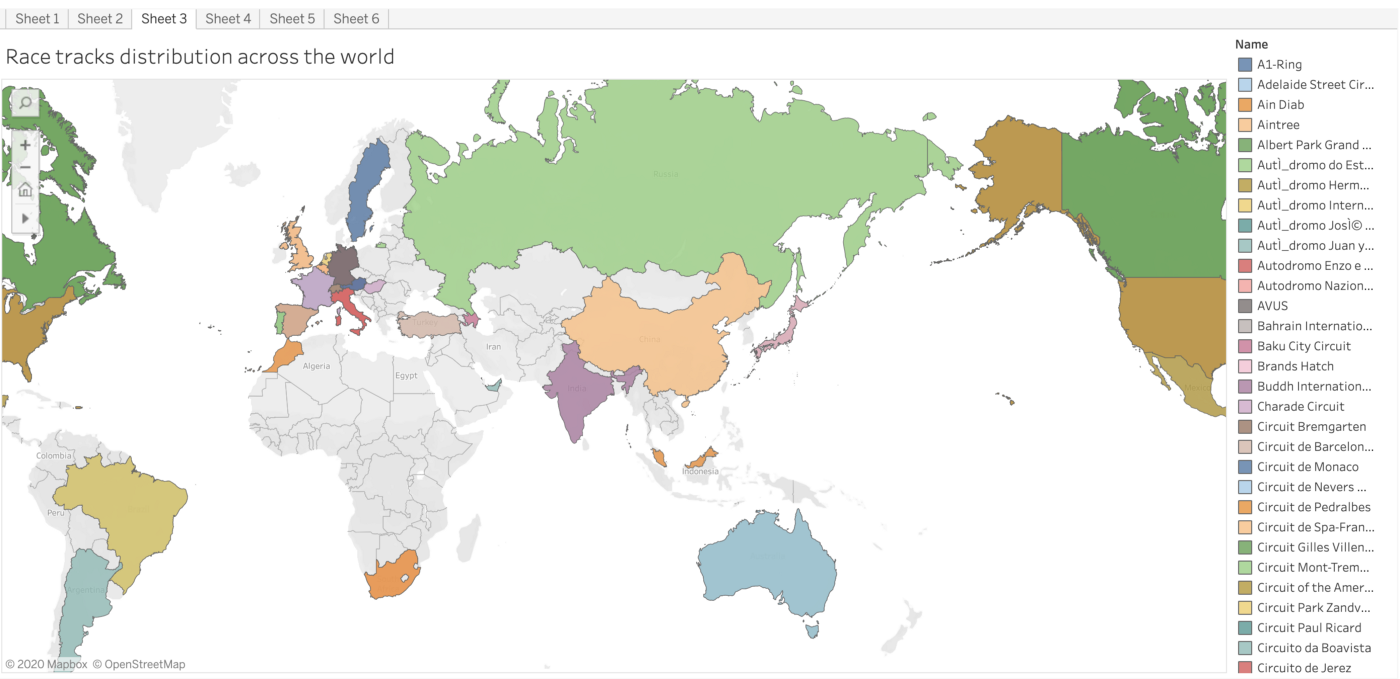 Sheet 1
Sheet 2
Sheet 3
Sheet 4
Sheet 5
Sheet 6
Race tracks distribution across the world
Russia
Turkey
China
Iran
Algeria
Egypt
India
Mexico
Colombia
Indonesia
Peru
Brazil
Argentina
© 2020 Mapbox © OpenStreetMap
Name
A1-Ring
Adelaide Street Cir...
Ain Diab
Aintree
Albert Park Grand ...
AutÌ_dromo do Est...
AutÌ_dromo Herm...
AutÌ_dromo Intern...
AutÌ_dromo JosÌ© ...
AutÌ_dromo Juan y...
Autodromo Enzo e ...
Autodromo Nazion...
AVUS
Bahrain Internatio...
Baku City Circuit
Brands Hatch
Buddh Internation...
Charade Circuit
Circuit Bremgarten
Circuit de Barcelon...
Circuit de Monaco
Circuit de Nevers ...
Circuit de Pedralbes
Circuit de Spa-Fran...
Circuit Gilles Villen...
Circuit Mont-Trem...
Circuit of the Amer...
Circuit Park Zandv...
Circuit Paul Ricard
Circuito da Boavista
Circuito de Jerez